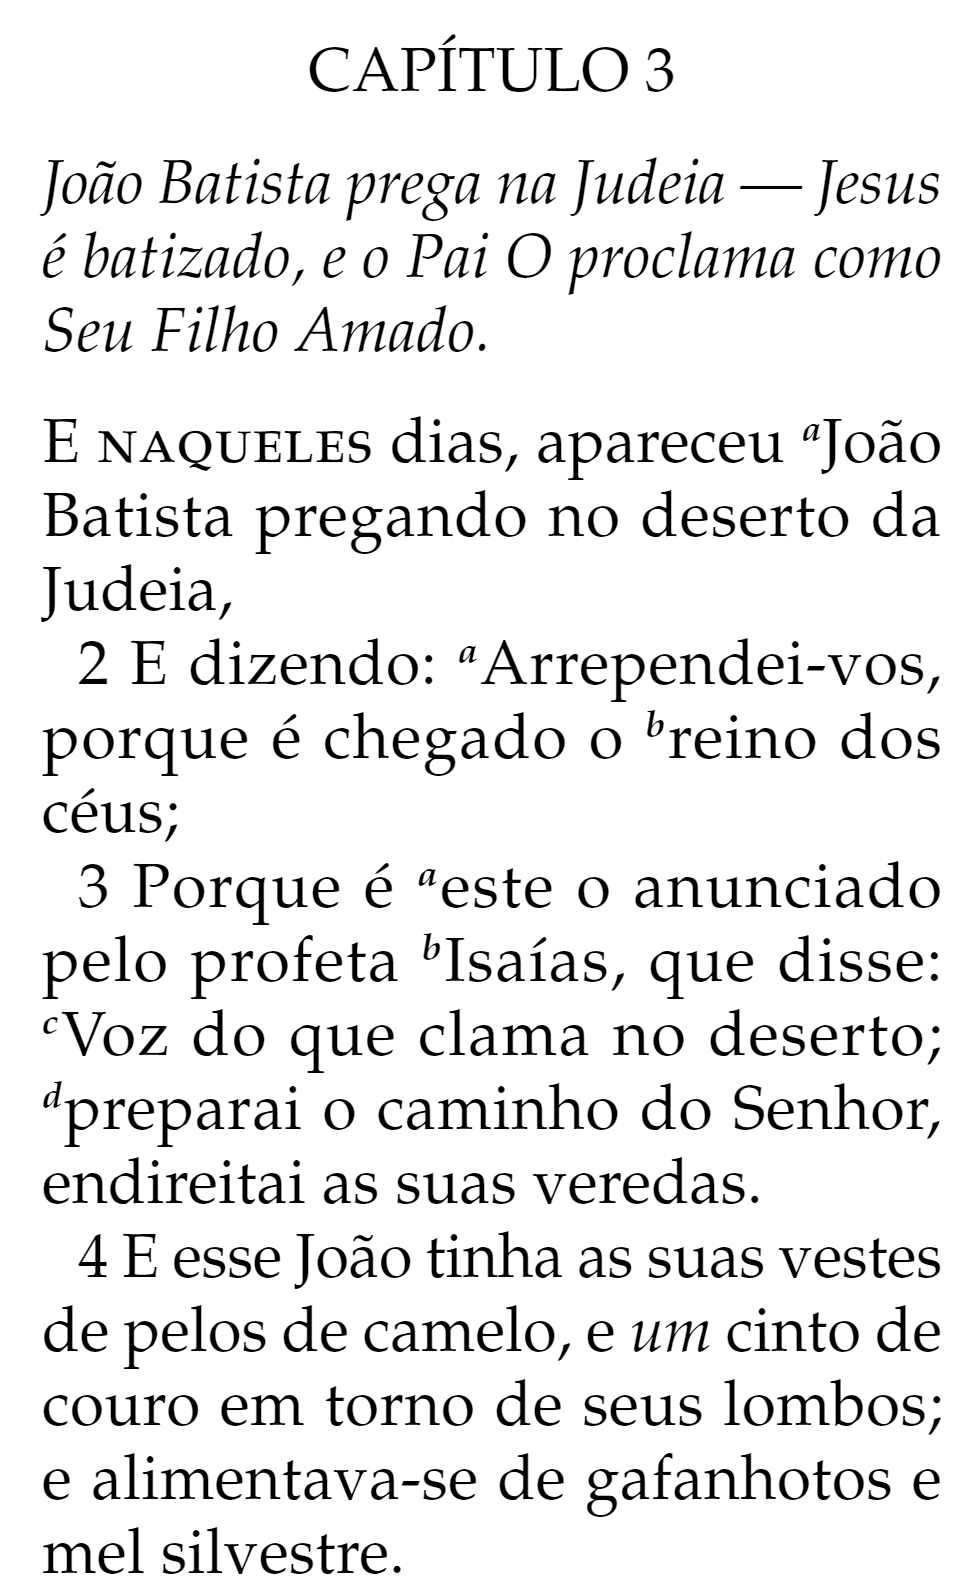 CAPÍTULO 3
João Batista prega na Judeia — Jesus
é batizado, e o Pai O proclama como
Seu Filho Amado.
E NAQUELES dias, apareceu aJoão
Batista pregando no deserto da
Judeia,
2 E dizendo: aArrependei-vos,
porque é chegado o breino dos
céus;
3 Porque é aeste o anunciado
pelo profeta bIsaías, que disse:
cVoz do que clama no deserto;
dpreparai o caminho do Senhor,
endireitai as suas veredas.
4 E esse João tinha as suas vestes
de pelos de camelo, e um cinto de
couro em torno de seus lombos;
e alimentava-se de gafanhotos e
mel silvestre.